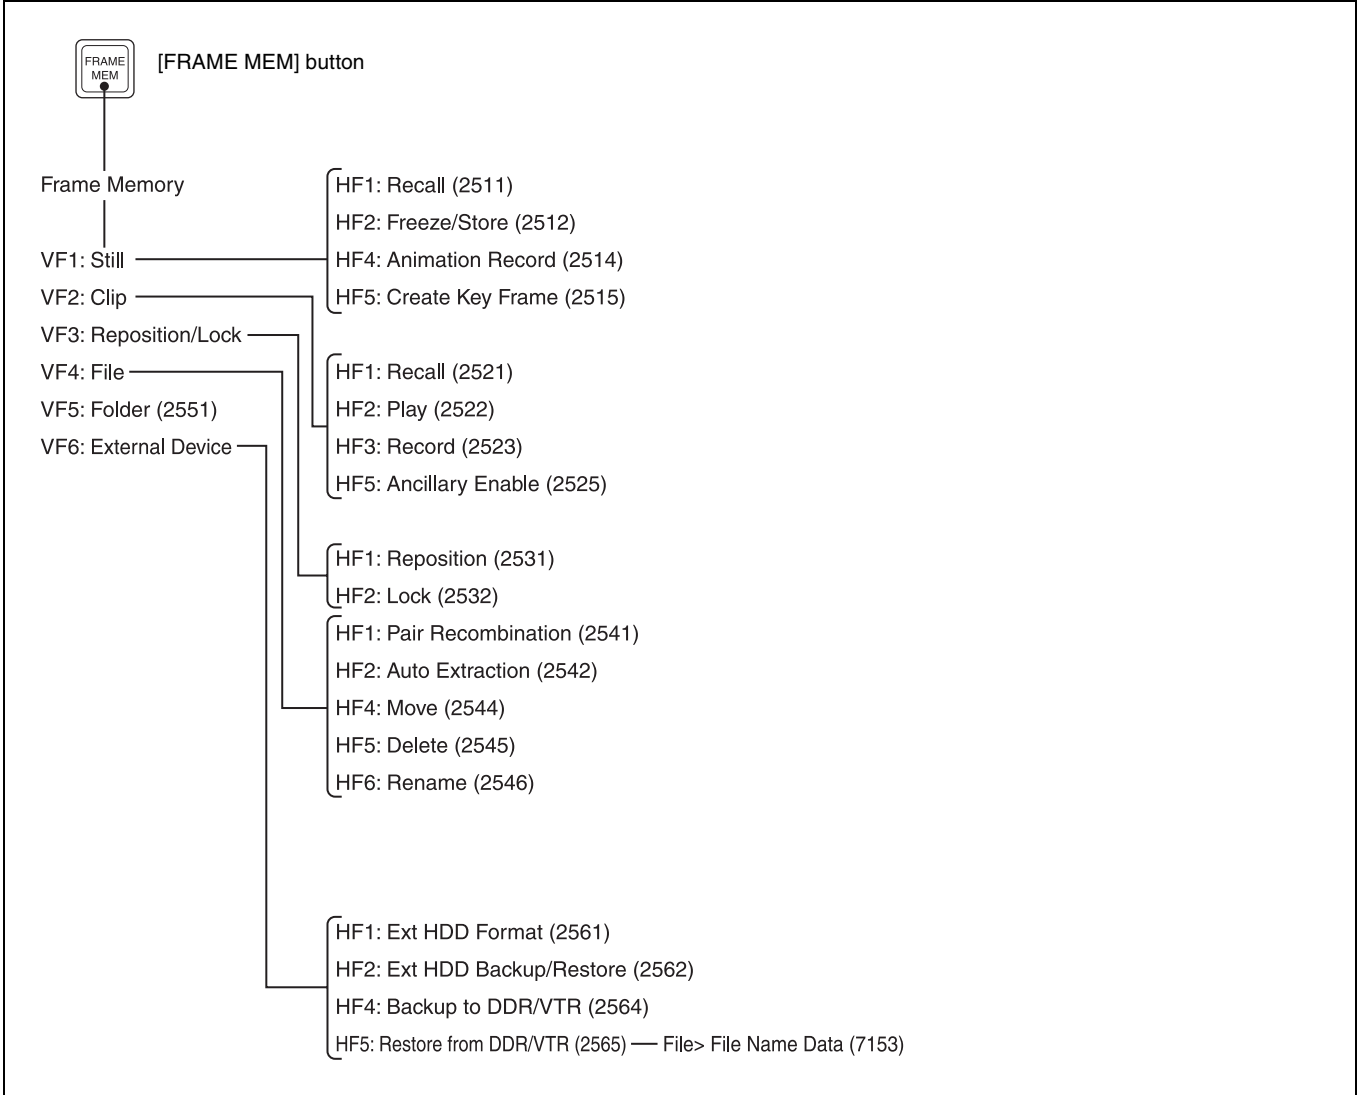 FRAME
MEM
[FRAME MEM] button
Frame Memory
VF1: Still
VF2: Clip
VF3: Reposition/Lock
VF4: File
VF5: Folder (2551)
VF6: External Device
HF1: Recall (2511)
HF2: Freeze/Store (2512)
HF4: Animation Record (2514)
HF5: Create Key Frame (2515)
HF1: Recall (2521)
HF2: Play (2522)
HF3: Record (2523)
HF5: Ancillary Enable (2525)
HF1: Reposition (2531)
HF2: Lock (2532)
HF1: Pair Recombination (2541)
HF2: Auto Extraction (2542)
HF4: Move (2544)
HF5: Delete (2545)
HF6: Rename (2546)
HF1: Ext HDD Format (2561)
HF2: Ext HDD Backup/Restore (2562)
HF4: Backup to DDR/VTR (2564)
HF5: Restore from DDR/VTR (2565) — File> File Name Data (7153)